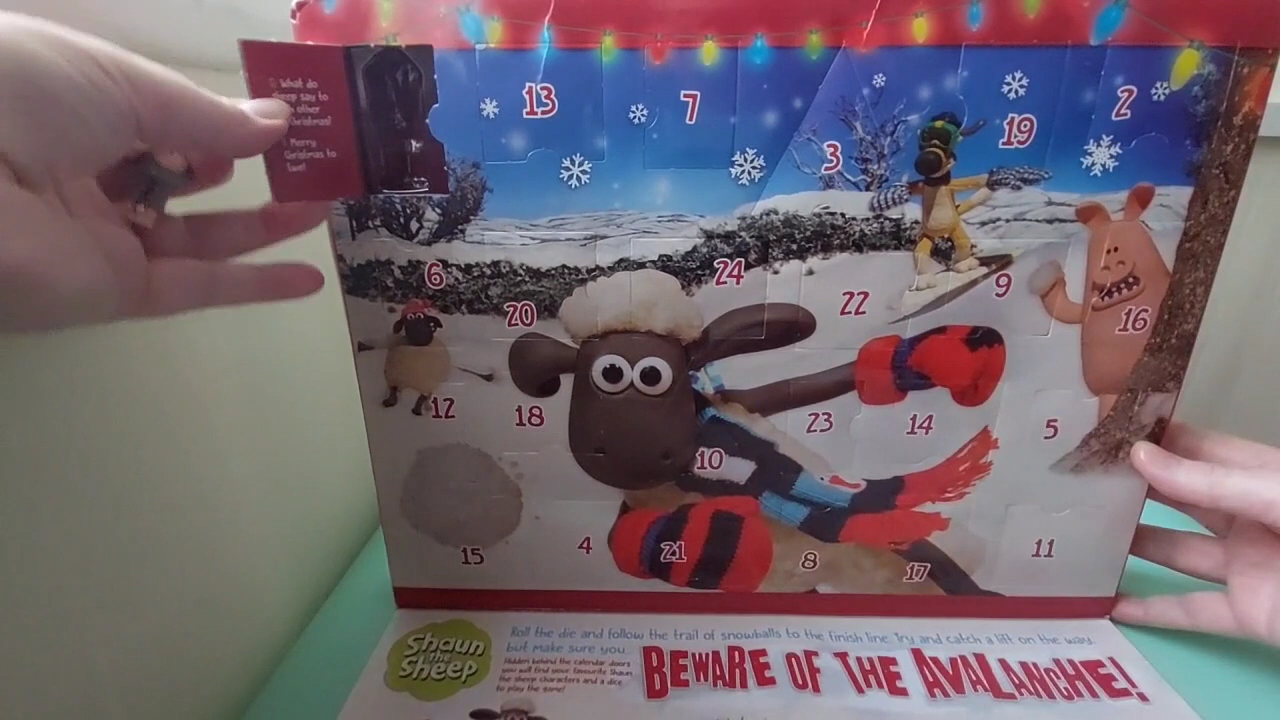 What do
say to
other
Christmas!
Merry
Christmas to
13
7
2
19
3
6
24
9
22
20
16
12
18
23
14
5
10
15
4
21
8
17
11
Shaun
the
Sheep
Roll the die and follow the trail of snowballs to the finish line. Try and catch a lift on the way,
but make sure you...
Hidden behind the calendar doors
you will find your favourite Shaun
the sheep characters and a dice
to play the game!
BEWARE OF THE AVALANCHE!